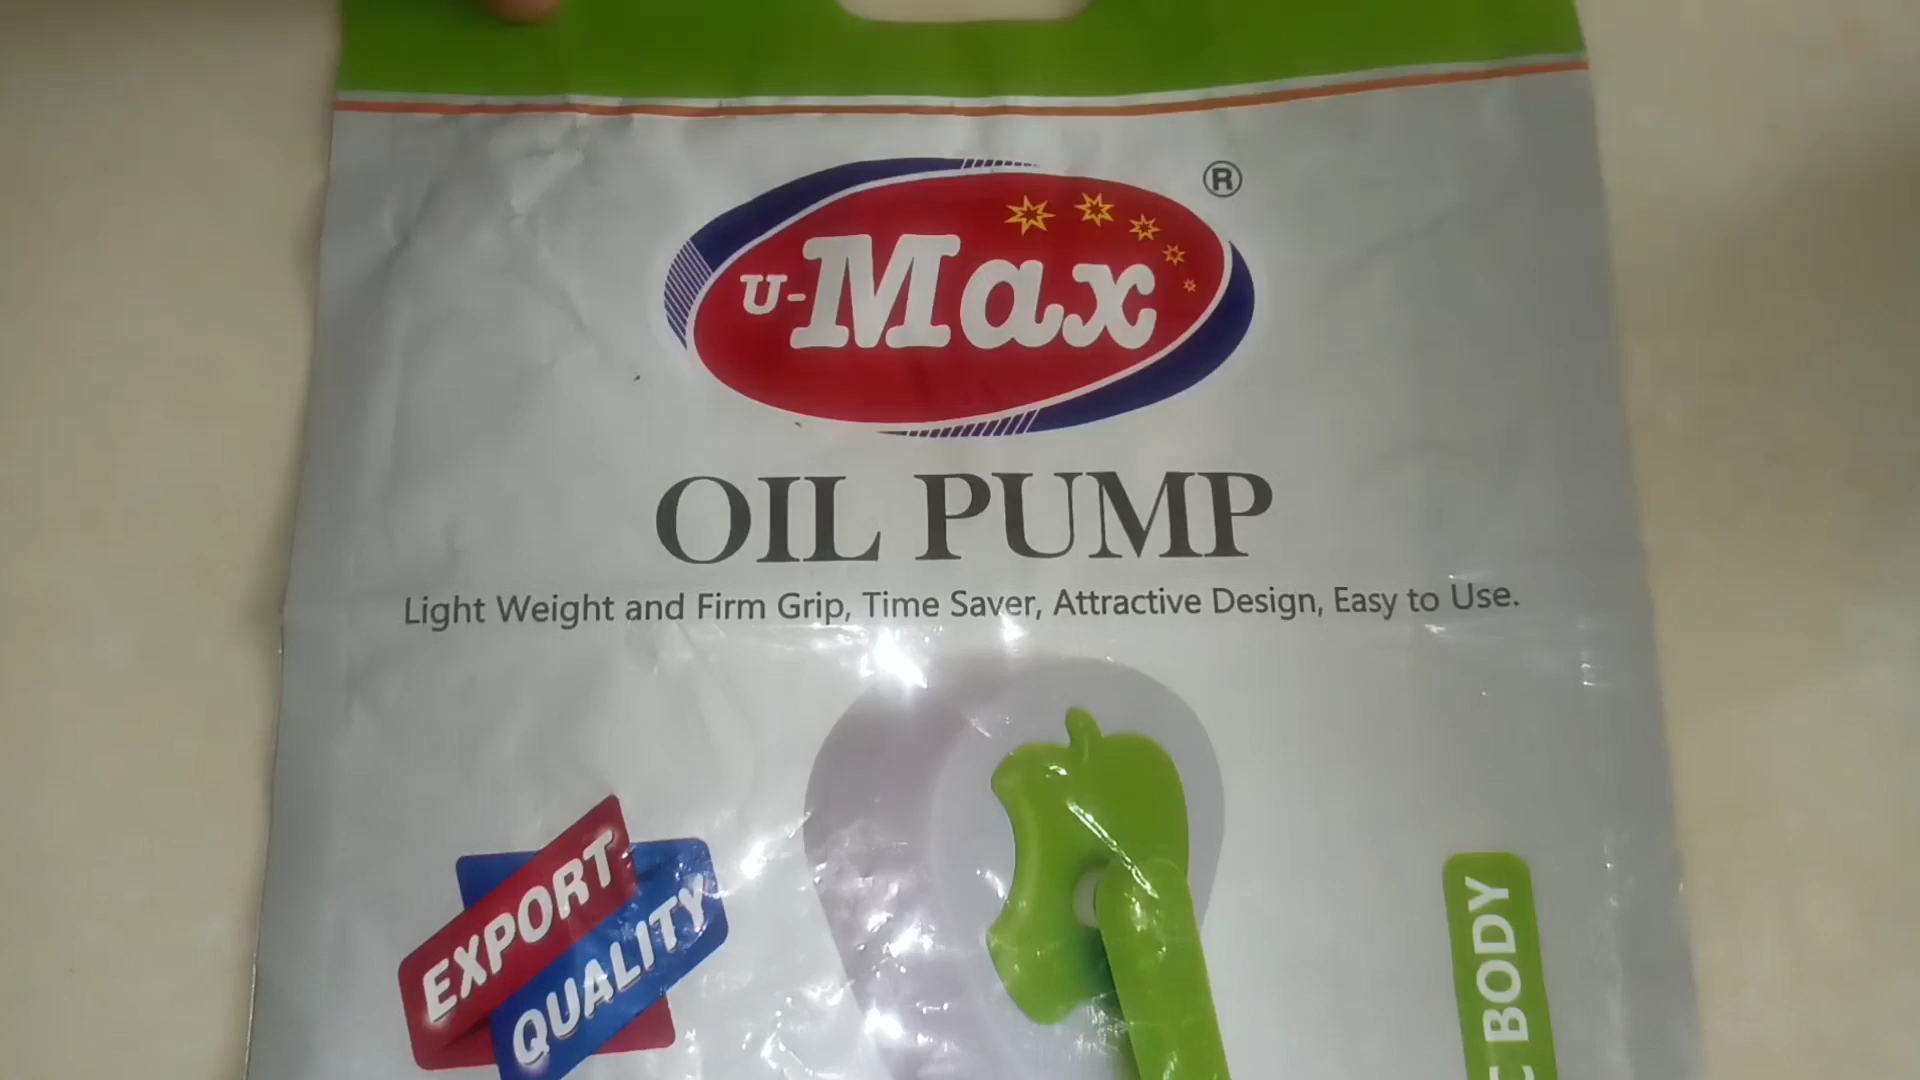 U-Max ®
OIL PUMP
Light Weight and Firm Grip, Time Saver, Attractive Design, Easy to Use.
EXPORT
QUALITY
BODY